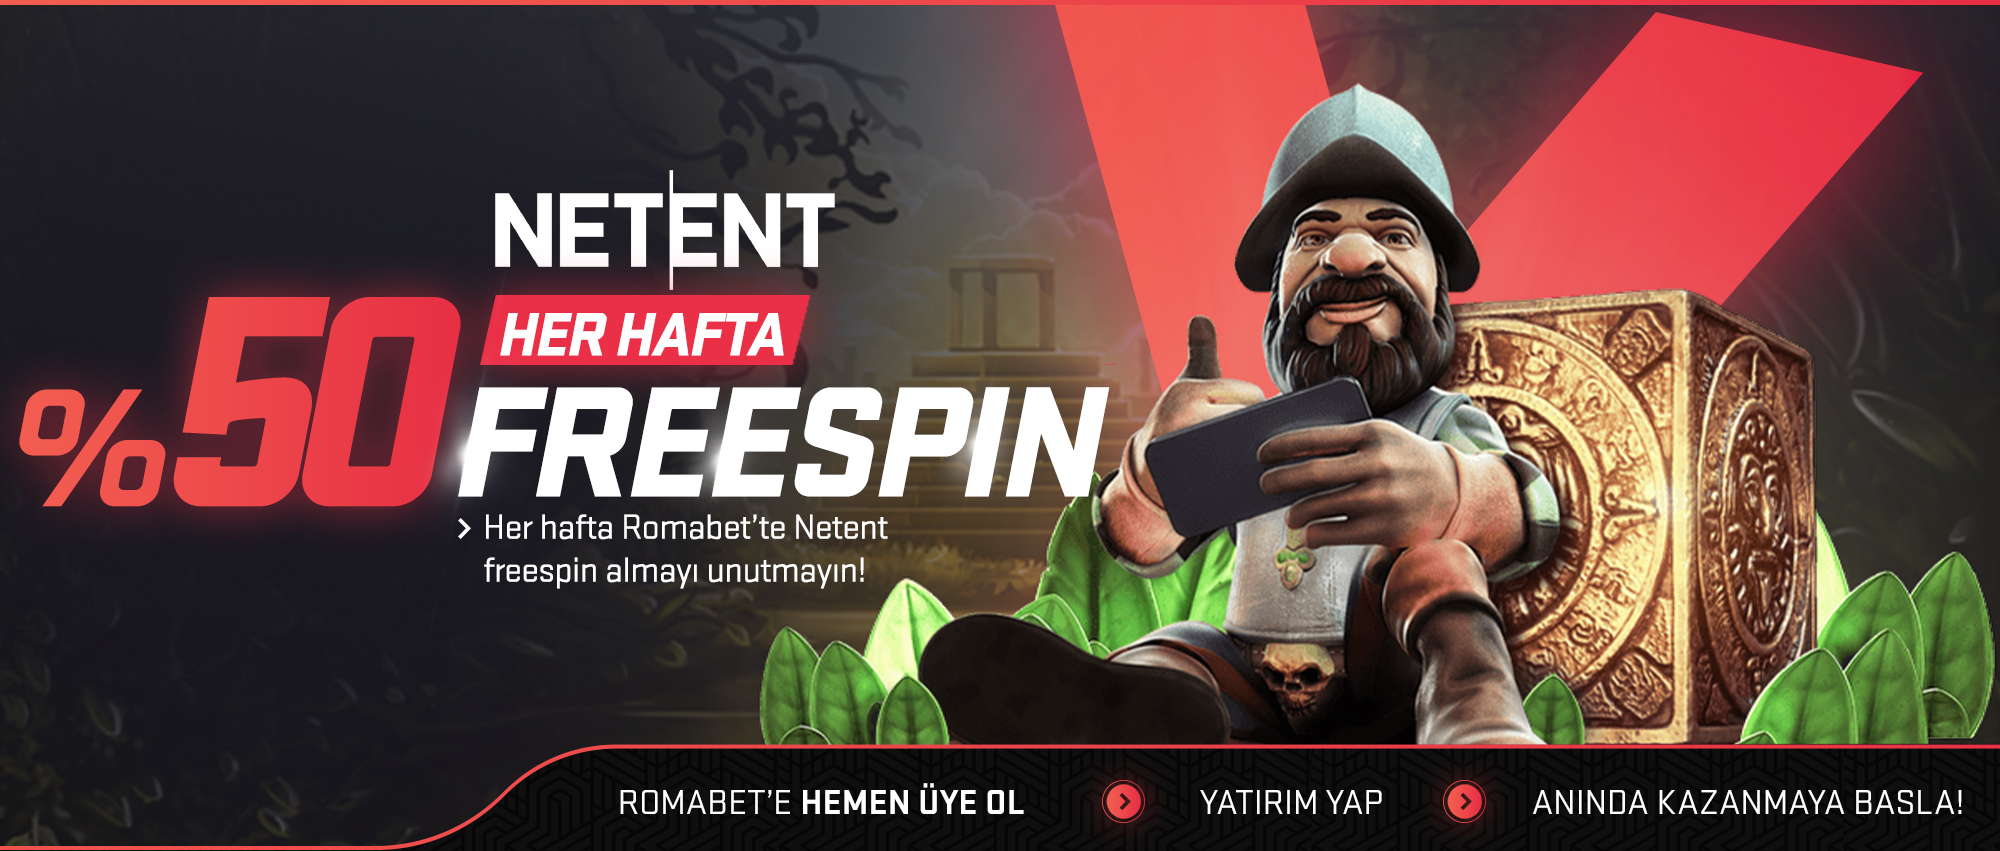 NETENT
HER HAFTA
%50 FREESPIN
Her hafta Romabet'te Netent
freespin almayı unutmayın!
ROMABET'E HEMEN ÜYE OL
YATIRIM YAP
ANINDA KAZANMAYA BASLA!